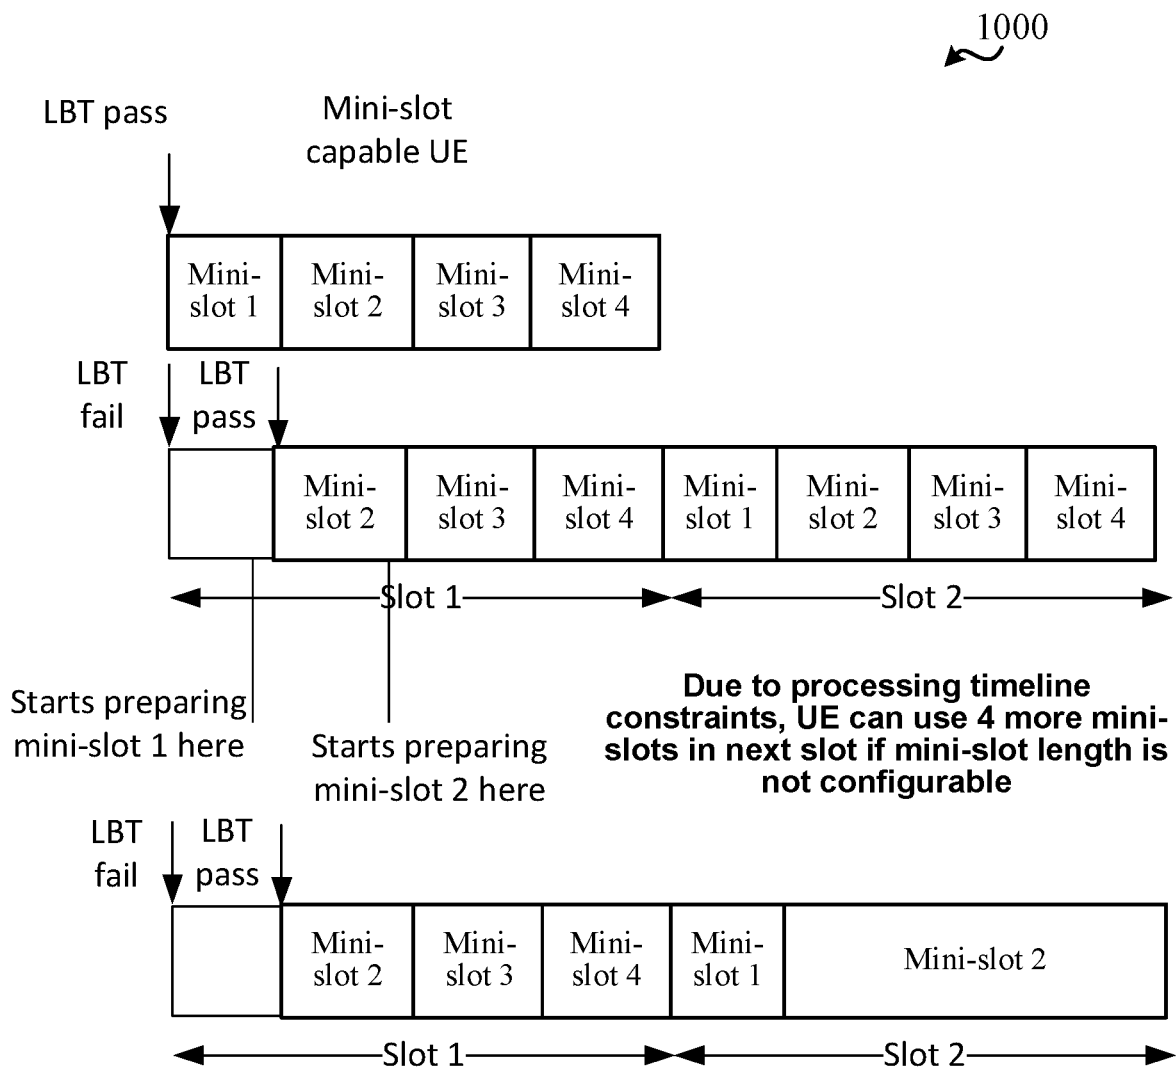 1000
LBT pass
Mini-slot
capable UE
Mini-
slot 1
Mini-
slot 2
Mini-
slot 3
Mini-
slot 4
LBT
fail
LBT
pass
Mini-
slot 2
Mini-
slot 3
Mini-
slot 4
Mini-
slot 1
Mini-
slot 2
Mini-
slot 3
Mini-
slot 4
Slot 1
Slot 2
Starts preparing
mini-slot 1 here
Starts preparing
mini-slot 2 here
Due to processing timeline
constraints, UE can use 4 more mini-
slots in next slot if mini-slot length is
not configurable
LBT
fail
LBT
pass
Mini-
slot 2
Mini-
slot 3
Mini-
slot 4
Mini-
slot 1
Mini-slot 2
Slot 1
Slot 2